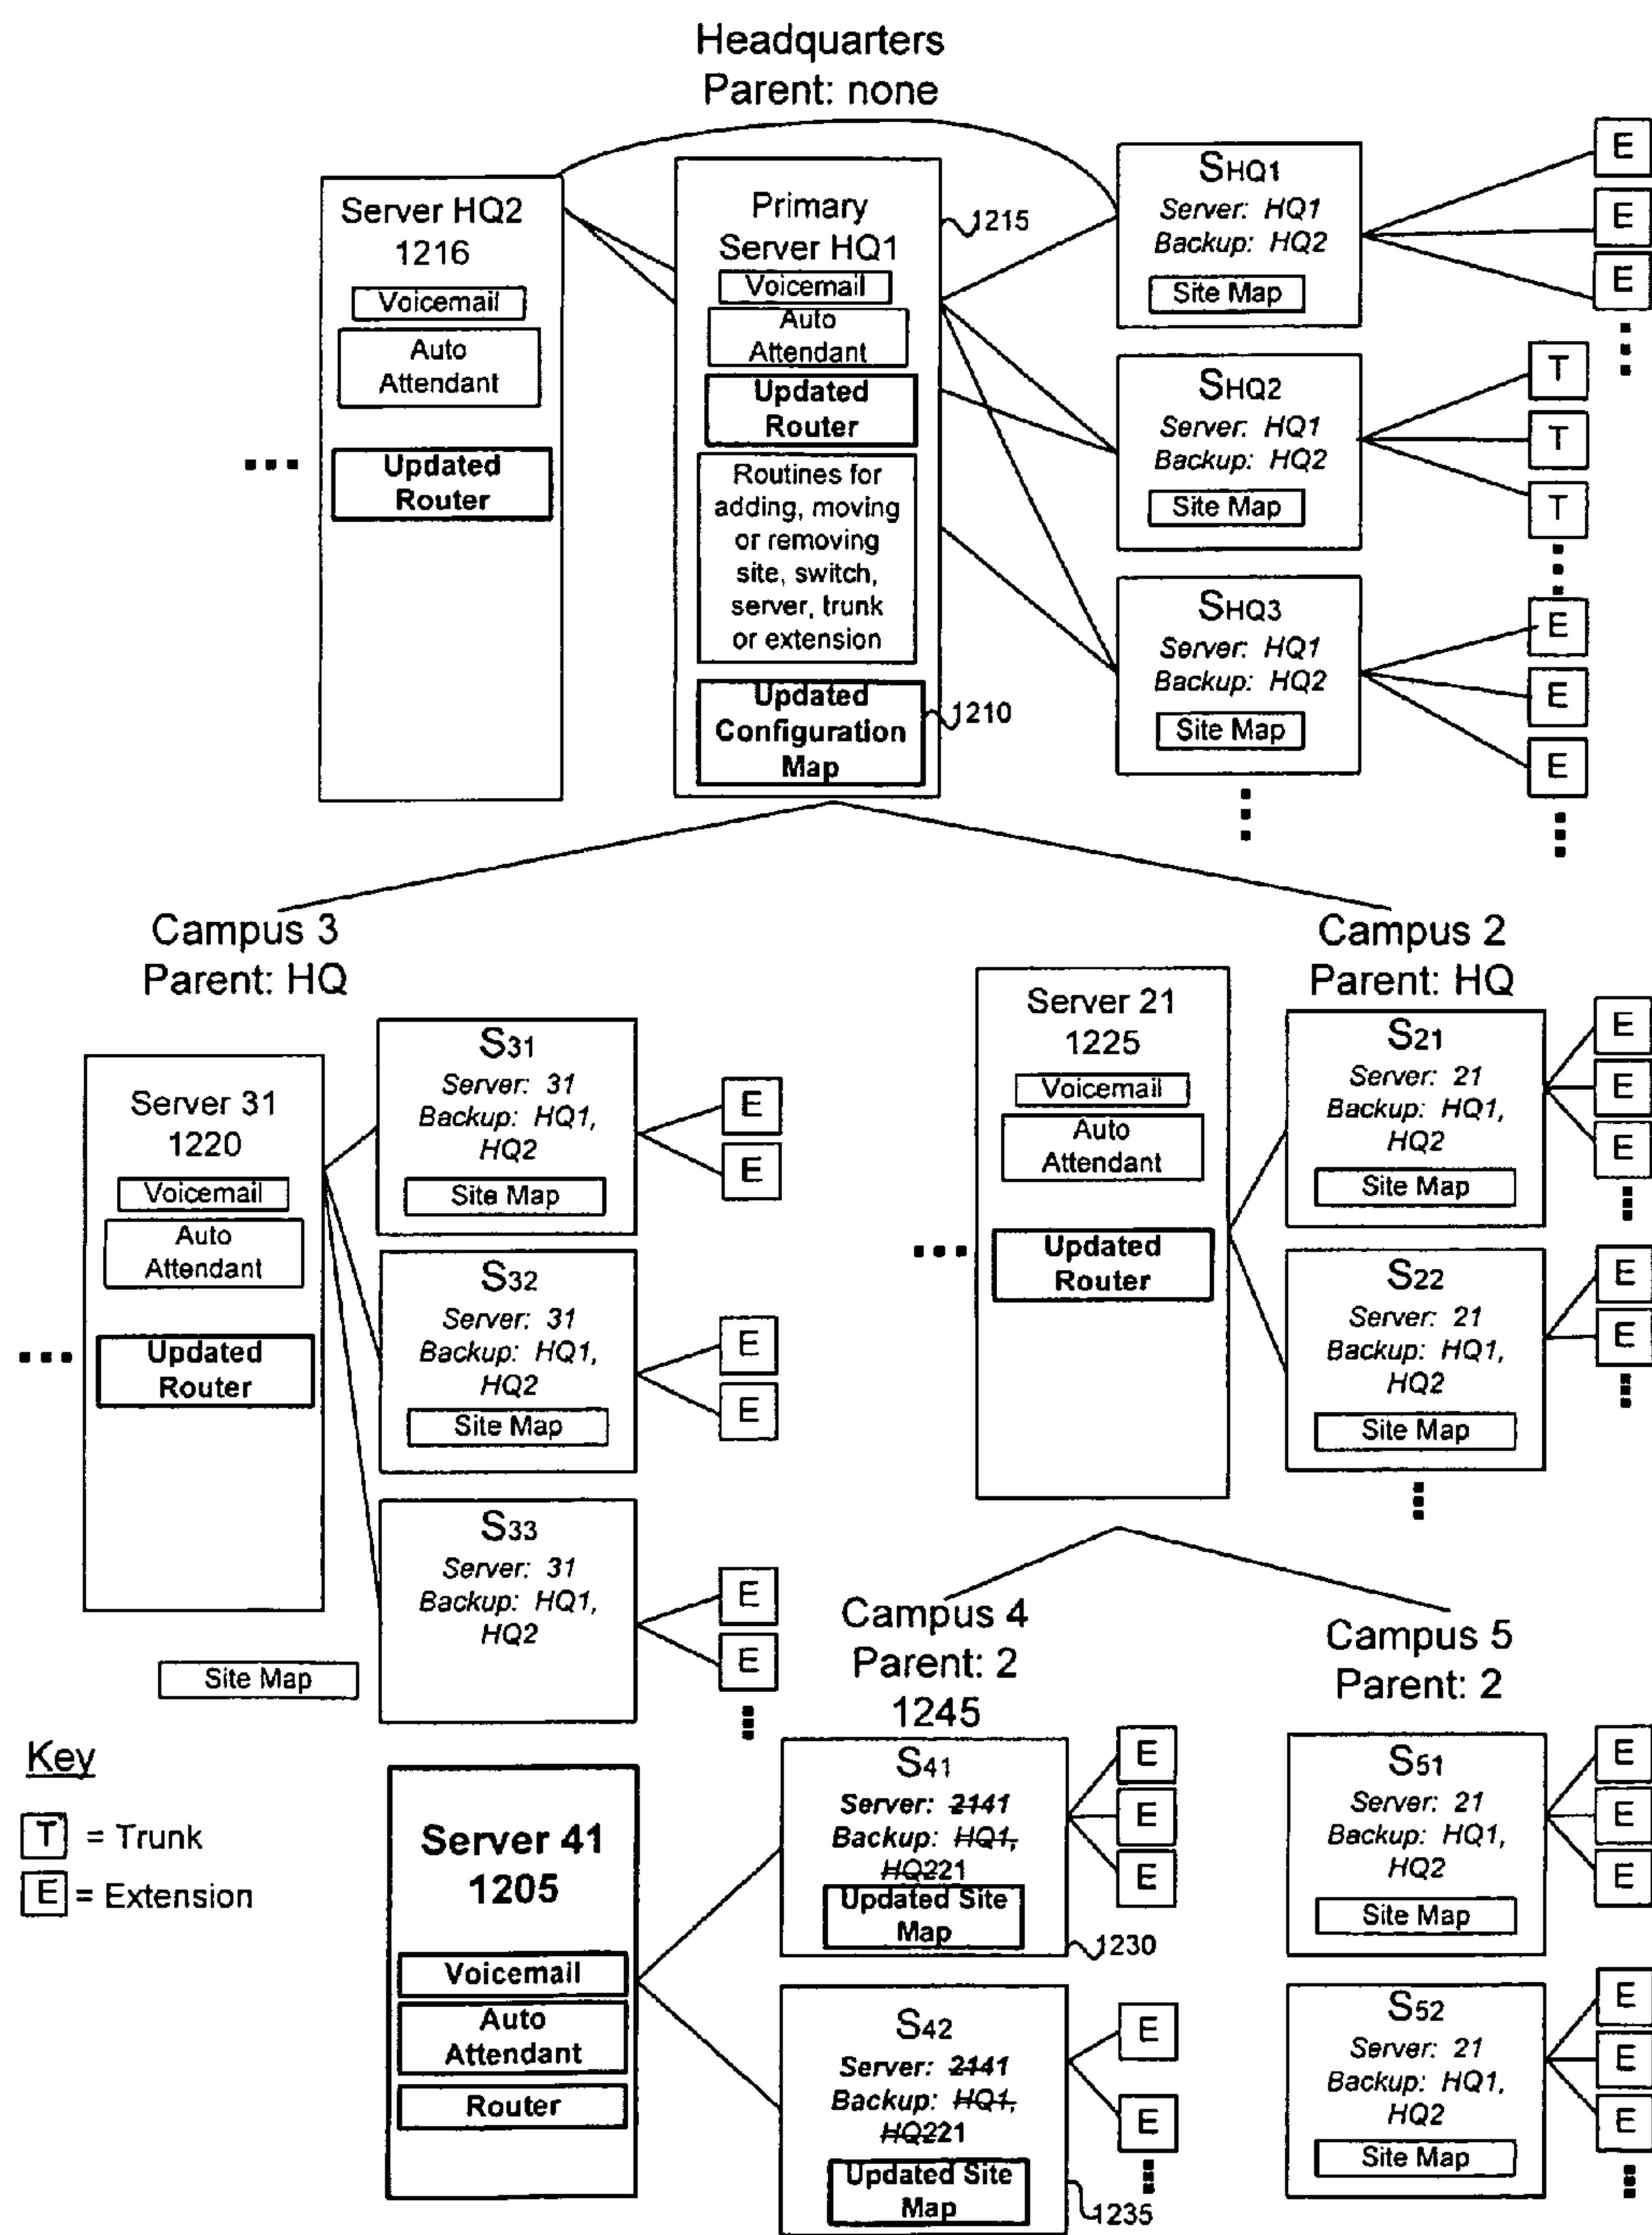 Headquarters
Parent: none
Server HQ2
1216
Voicemail
Auto
Attendant
Updated
Router
Primary
Server HQ1
Voicemail
Auto
Attendant
Updated
Router
Routines for
adding, moving
or removing
site, switch,
server, trunk
or extension
Updated
Configuration
Map
1215
1210
SHQ1
Server: HQ1
Backup: HQ2
Site Map
E
E
E
SHQ2
Server: HQ1
Backup: HQ2
Site Map
T
T
T
SHQ3
Server: HQ1
Backup: HQ2
Site Map
E
E
E
Campus 3
Parent: HQ
Server 31
1220
Voicemail
Auto
Attendant
Updated
Router
S31
Server: 31
Backup: HQ1,
HQ2
Site Map
E
E
S32
Server: 31
Backup: HQ1,
HQ2
Site Map
E
E
S33
Server: 31
Backup: HQ1,
HQ2
E
E
Site Map
Campus 2
Parent: HQ
Server 21
1225
Voicemail
Auto
Attendant
Updated
Router
S21
Server: 21
Backup: HQ1,
HQ2
Site Map
E
E
E
S22
Server: 21
Backup: HQ1,
HQ2
Site Map
E
E
Campus 4
Parent: 2
1245
Server 41
1205
Voicemail
Auto
Attendant
Router
S41
Server: 2141
Backup: HQ1,
HQ221
Updated Site
Map
1230
E
E
E
S42
Server: 2141
Backup: HQ1,
HQ221
Updated Site
Map
1235
E
E
Campus 5
Parent: 2
S51
Server: 21
Backup: HQ1,
HQ2
Site Map
E
E
E
S52
Server: 21
Backup: HQ1,
HQ2
Site Map
E
E
E
Key
T = Trunk
E = Extension